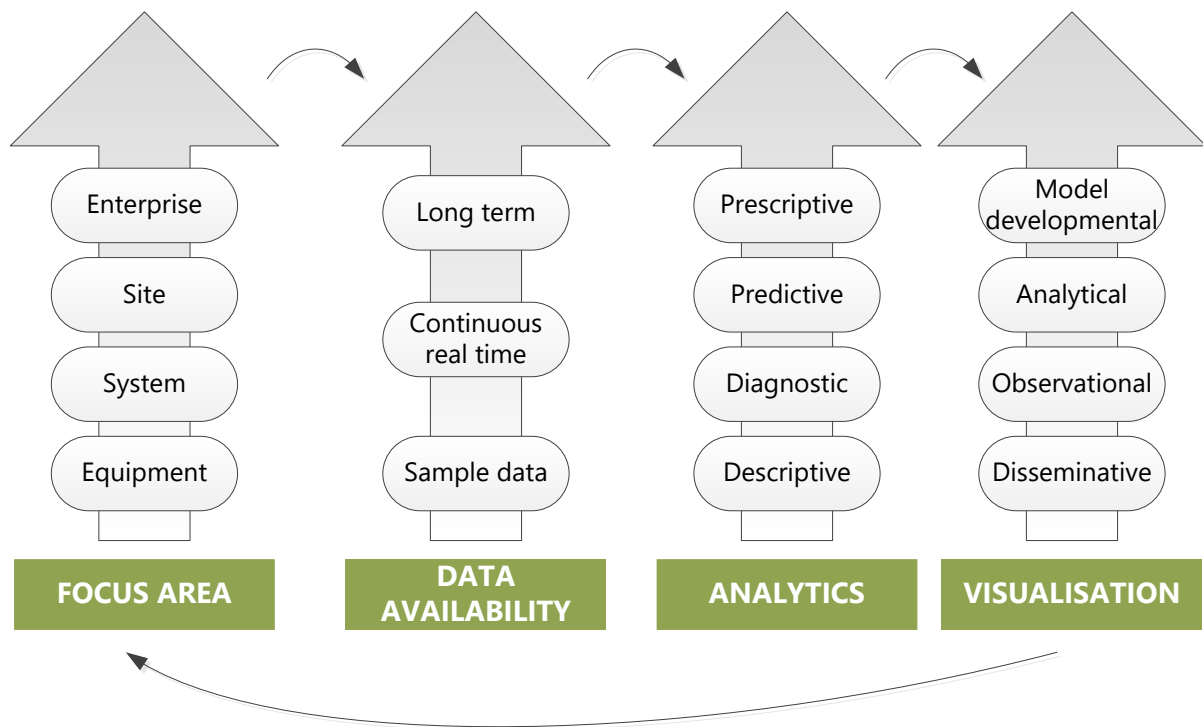 Enterprise
Site
System
Equipment
FOCUS AREA
Long term
Continuous
real time
Sample data
DATA
AVAILABILITY
Prescriptive
Predictive
Diagnostic
Descriptive
ANALYTICS
Model
developmental
Analytical
Observational
Disseminative
VISUALISATION